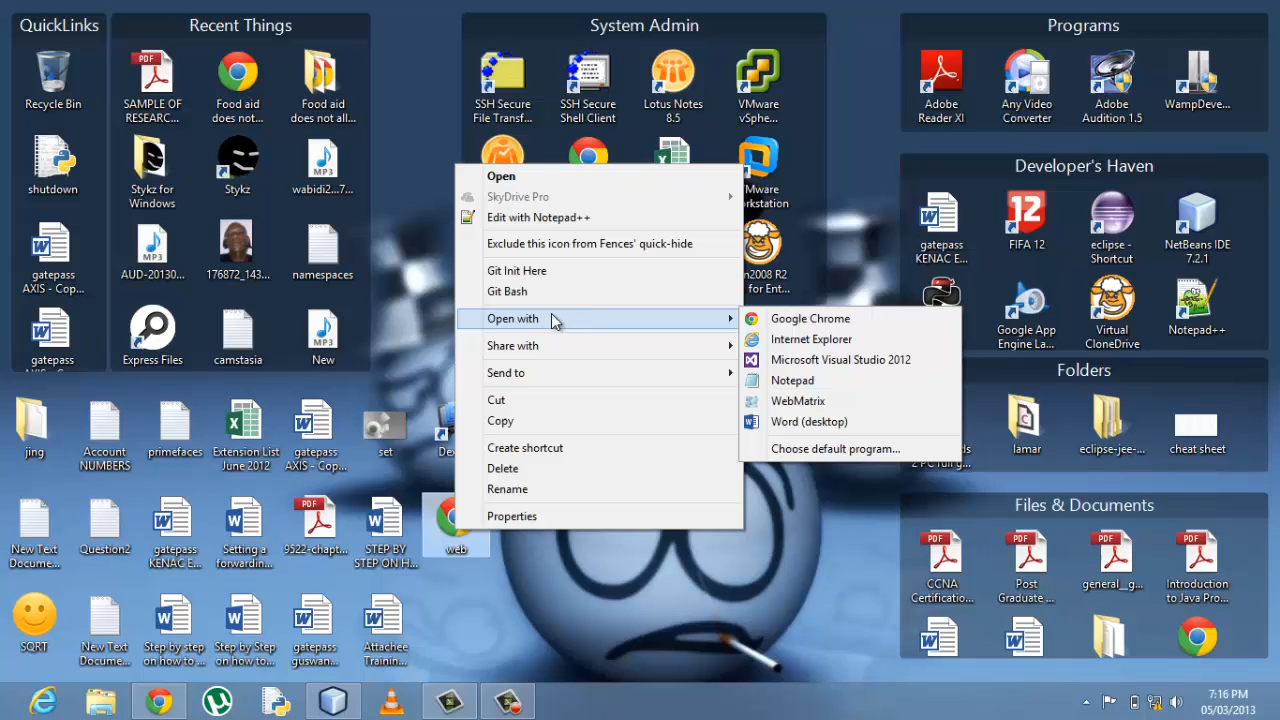 QuickLinks
Recycle Bin
shutdown
gatepass
AXIS - Cop...
gatepass
Recent Things
SAMPLE OF
RESEARC...
Food aid
does not...
Food aid
does not all...
Stykz for
Windows
Stykz
wabidi2...7...
AUD-20130...
176872_143...
namespaces
Express Files
camstasia
New
System Admin
SSH Secure
File Transf...
SSH Secure
Shell Client
Lotus Notes
8.5
VMware
vSphe...
Open
SkyDrive Pro
Edit with Notepad++
Exclude this icon from Fences' quick-hide
Git Init Here
Git Bash
Open with
Share with
Send to
Cut
Copy
Create shortcut
Delete
Rename
Properties
Google Chrome
Internet Explorer
Microsoft Visual Studio 2012
Notepad
WebMatrix
Word (desktop)
Choose default program...
Programs
Adobe
Reader XI
Any Video
Converter
Adobe
Audition 1.5
WampDeve...
Developer's Haven
gatepass
KENAC E...
12
FIFA 12
eclipse -
Shortcut
NetBeans IDE
7.2.1
Google App
Engine La...
Virtual
CloneDrive
Notepad++
Folders
lamar
eclipse-jee-...
cheat sheet
Files & Documents
CCNA
Certificatio...
Post
Graduate ...
general_g...
Introduction
to Java Pro...
jing
Account
NUMBERS
primefaces
Extension List
June 2012
gatepass
AXIS - Cop...
set
New Text
Docume...
Question2
gatepass
KENAC E...
Setting a
forwardin...
9522-chapt...
STEP BY
STEP ON H...
web
SQRT
New Text
Docume...
Step by step
on how to ...
Step by Step
on how to...
gatepass
guswan...
Attachee
Trainin...
7:16 PM
05/03/2013